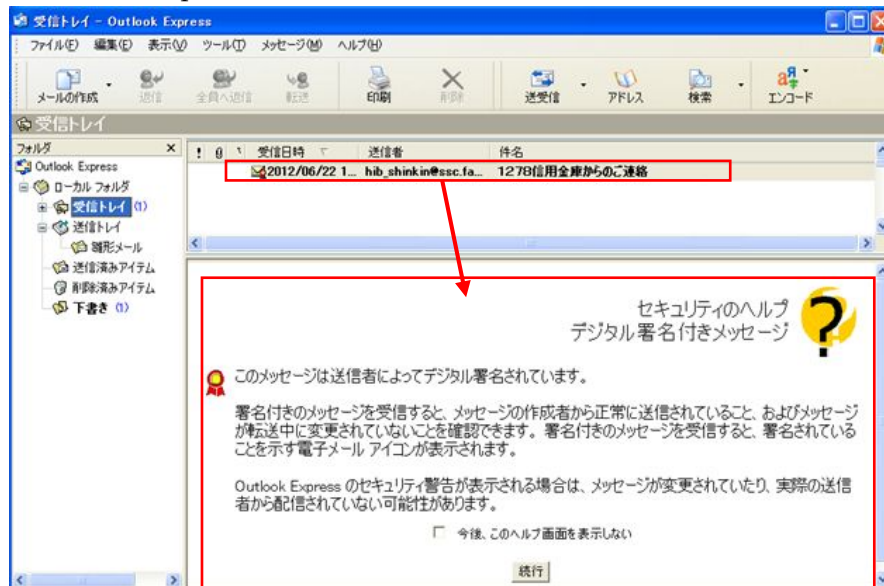 受信トレイ - Outlook Express
ファイル(F) 編集(E) 表示(V) ツール(T) メッセージ(M) ヘルプ(H)
メールの作成 返信 全員へ返信 転送 印刷 削除 送受信 アドレス 検索 エンコード
受信トレイ
フォルダ ×
Outlook Express
ローカル フォルダ
受信トレイ (1)
送信トレイ
雛形メール
送信済みアイテム
削除済みアイテム
下書き (1)
! 受信日時 送信者 件名
2012/06/22 1... hib_shinkin@ssc.fa... 1278信用金庫からのご連絡
セキュリティのヘルプ
デジタル署名付きメッセージ
このメッセージは送信者によってデジタル署名されています。
署名付きのメッセージを受信すると、メッセージの作成者から正常に送信されていること、およびメッセージ
が転送中に変更されていないことを確認できます。署名付きのメッセージを受信すると、署名されている
ことを示す電子メール アイコンが表示されます。
Outlook Express のセキュリティ警告が表示される場合は、メッセージが変更されていたり、実際の送信
者から配信されていない可能性があります。
今後、このヘルプ画面を表示しない
続行